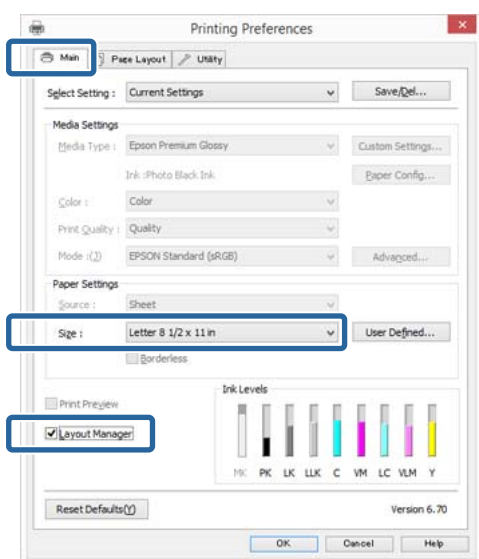 Printing Preferences
Main Page Layout Utility
Select Setting : Current Settings Save/Del...
Media Settings
Media Type : Epson Premium Glossy Custom Settings...
Ink :Photo Black Ink Paper Config...
Color : Color
Print Quality : Quality
Mode :(J) EPSON Standard (sRGB) Advanced...
Paper Settings
Source : Sheet
Size : Letter 8 1/2 x 11 in User Defined...
Borderless
Ink Levels
Print Preview
Layout Manager
MK PK LK LLK C VM LC VLM Y
Reset Defaults(Y) Version 6.70
OK Cancel Help